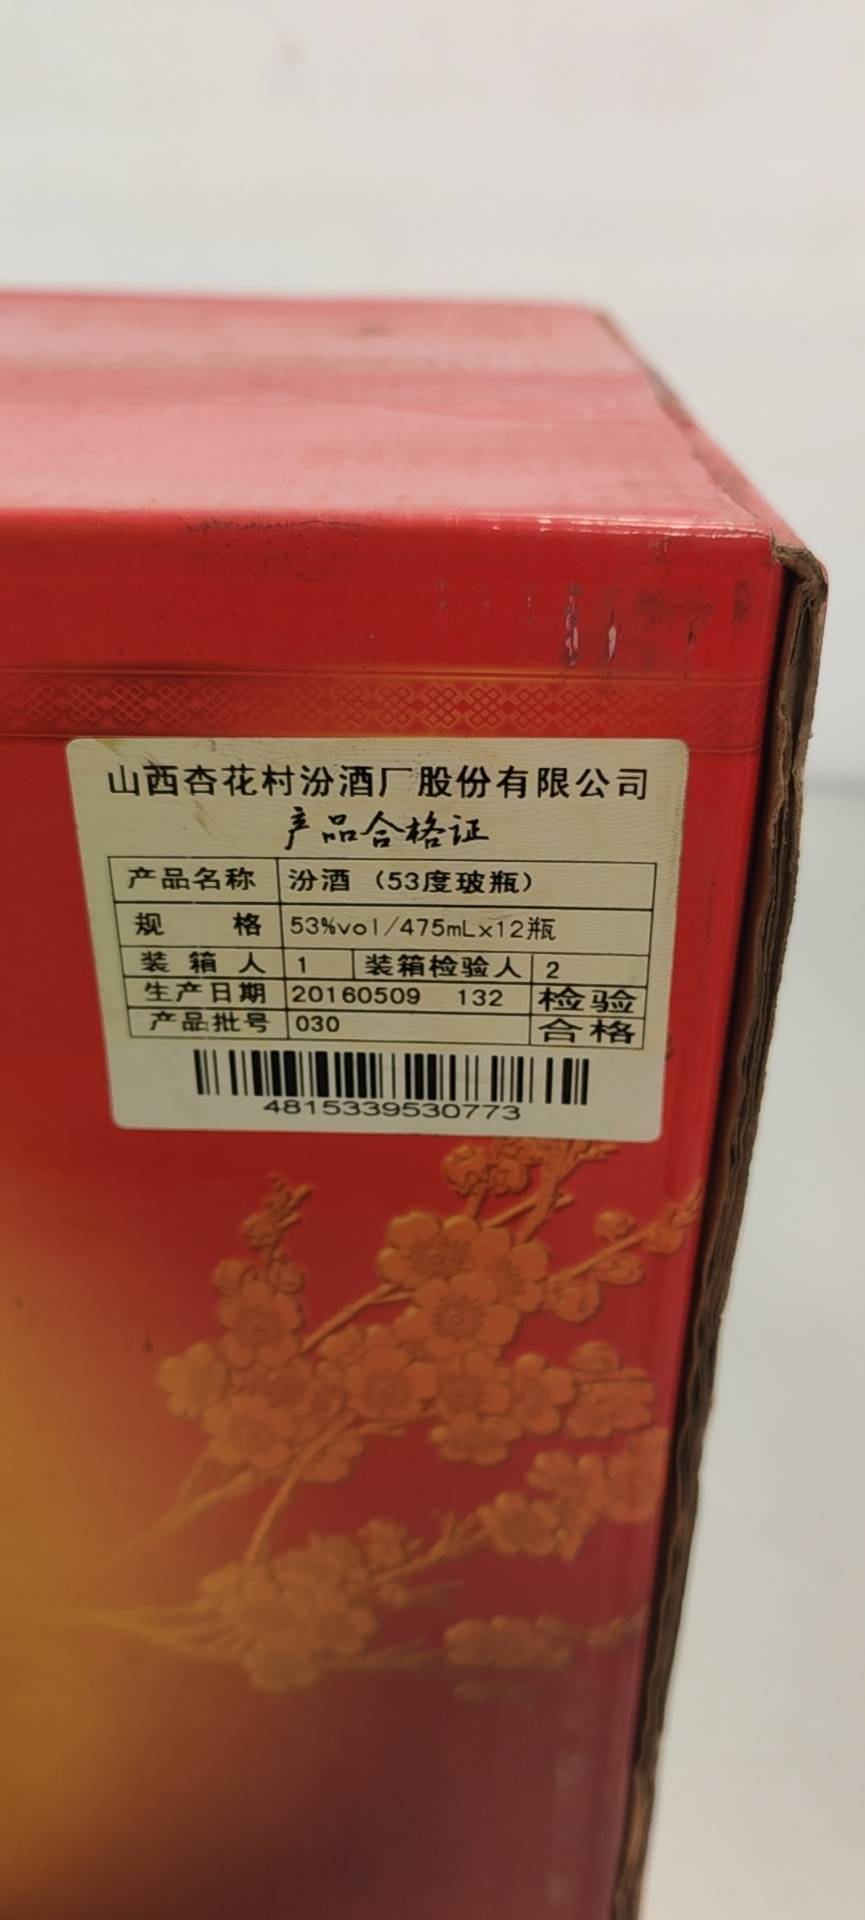 山西杏花村汾酒厂股份有限公司
产品合格证
产品名称 汾酒（53度玻瓶）
规 格 53%vol/475mL×12瓶
装 箱 人 1 装箱检验人 2
生产日期 20160509 132 检验
产品批号 030 合格
4815339530773